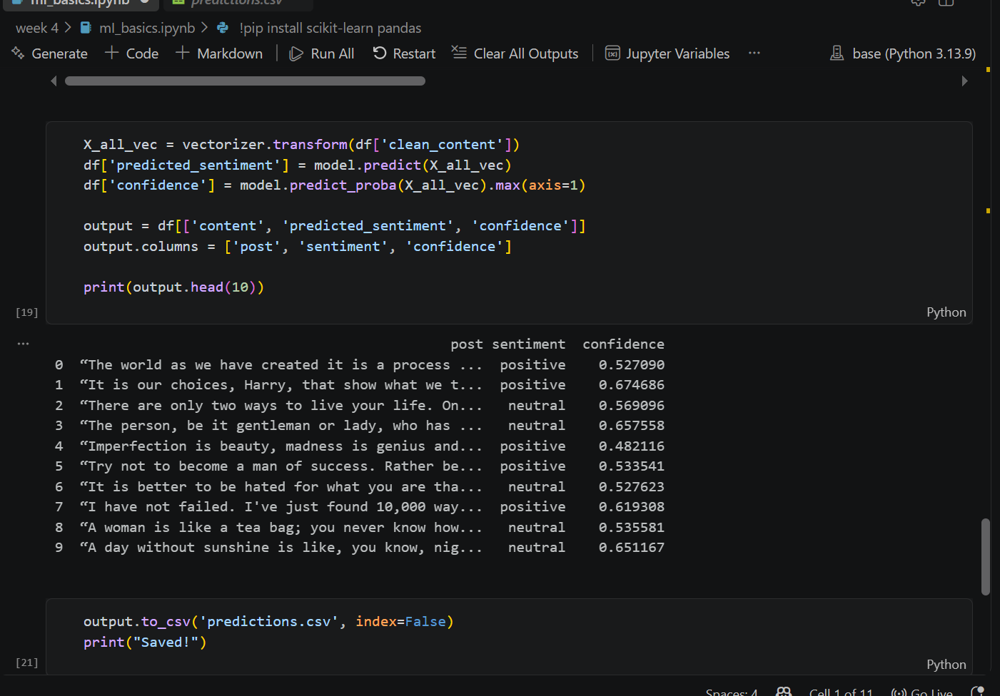 ml_basics.ipynb predictions.csv
week 4 > ml_basics.ipynb > !pip install scikit-learn pandas
Generate + Code + Markdown | Run All Restart Clear All Outputs | Jupyter Variables ... base (Python 3.13.9)
X_all_vec = vectorizer.transform(df['clean_content'])
df['predicted_sentiment'] = model.predict(X_all_vec)
df['confidence'] = model.predict_proba(X_all_vec).max(axis=1)
output = df[['content', 'predicted_sentiment', 'confidence']]
output.columns = ['post', 'sentiment', 'confidence']
print(output.head(10))
[19] Python
... post sentiment confidence
0 “The world as we have created it is a process ... positive 0.527090
1 “It is our choices, Harry, that show what we t... positive 0.674686
2 “There are only two ways to live your life. On... neutral 0.569096
3 “The person, be it gentleman or lady, who has ... neutral 0.657558
4 “Imperfection is beauty, madness is genius and... positive 0.482116
5 “Try not to become a man of success. Rather be... positive 0.533541
6 “It is better to be hated for what you are tha... neutral 0.527623
7 “I have not failed. I've just found 10,000 way... positive 0.619308
8 “A woman is like a tea bag; you never know how... neutral 0.535581
9 “A day without sunshine is like, you know, nig... neutral 0.651167
output.to_csv('predictions.csv', index=False)
print("Saved!")
[21] Python
Spaces: 4 Cell 1 of 11 Go Live